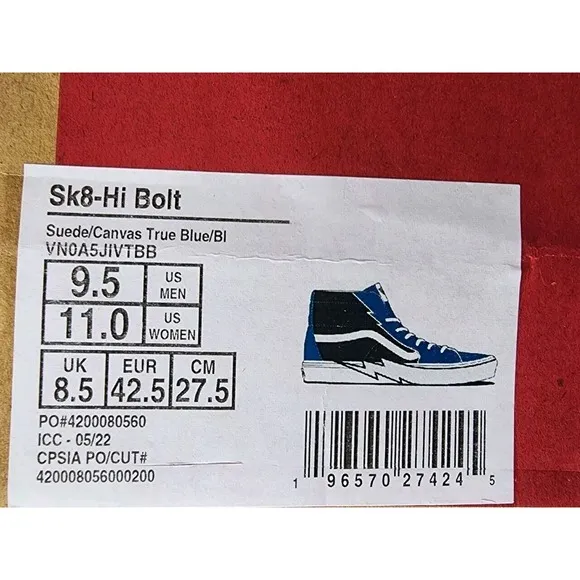 Sk8-Hi Bolt
Suede/Canvas True Blue/Bl
VN0A5JIVTBB
9.5 US MEN
11.0 US WOMEN
UK EUR CM
8.5 42.5 27.5
PO#4200080560
ICC - 05/22
CPSIA PO/CUT#
420008056000200
1 96570 27424 5